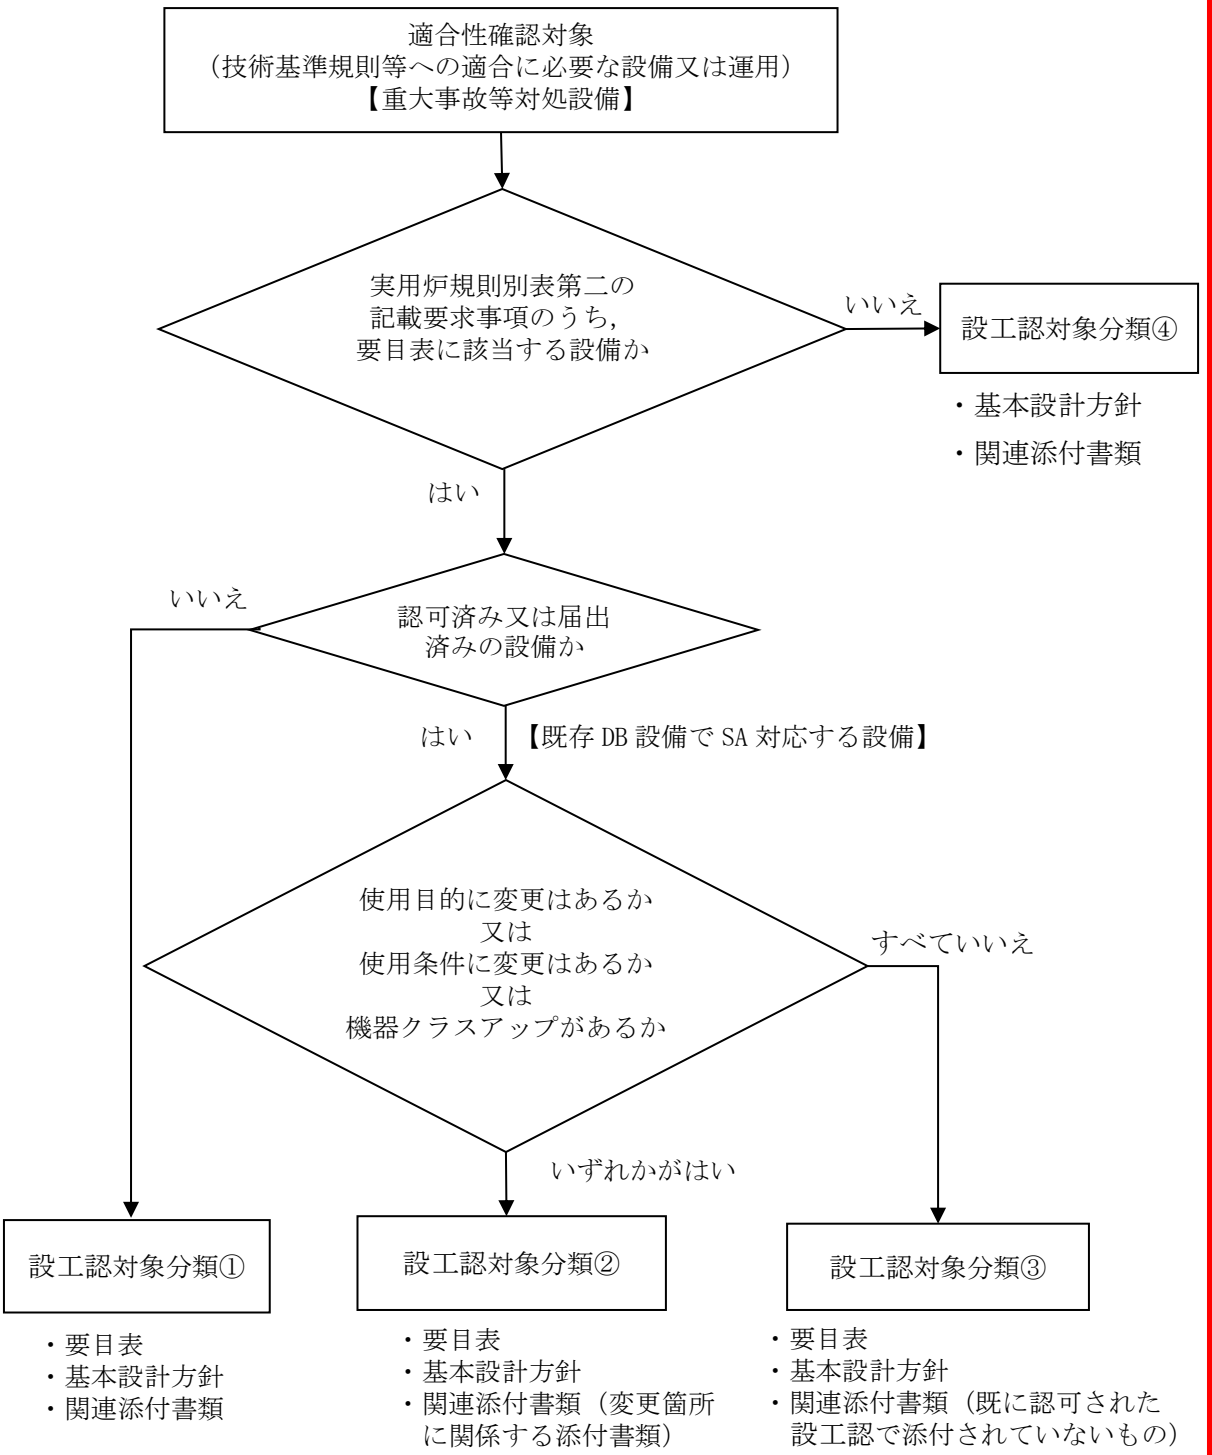 適合性確認対象
（技術基準規則等への適合に必要な設備又は運用）
【重大事故等対処設備】
実用炉規則別表第二の
記載要求事項のうち，
要目表に該当する設備か
いいえ
設工認対象分類④
・基本設計方針
・関連添付書類
はい
いいえ
認可済み又は届出
済みの設備か
はい
【既存 DB 設備で SA 対応する設備】
使用目的に変更はあるか
又は
使用条件に変更はあるか
又は
機器クラスアップがあるか
すべていいえ
いずれかがはい
設工認対象分類①
・要目表
・基本設計方針
・関連添付書類
設工認対象分類②
・要目表
・基本設計方針
・関連添付書類（変更箇所
に関係する添付書類）
設工認対象分類③
・要目表
・基本設計方針
・関連添付書類（既に認可された
設工認で添付されていないもの）